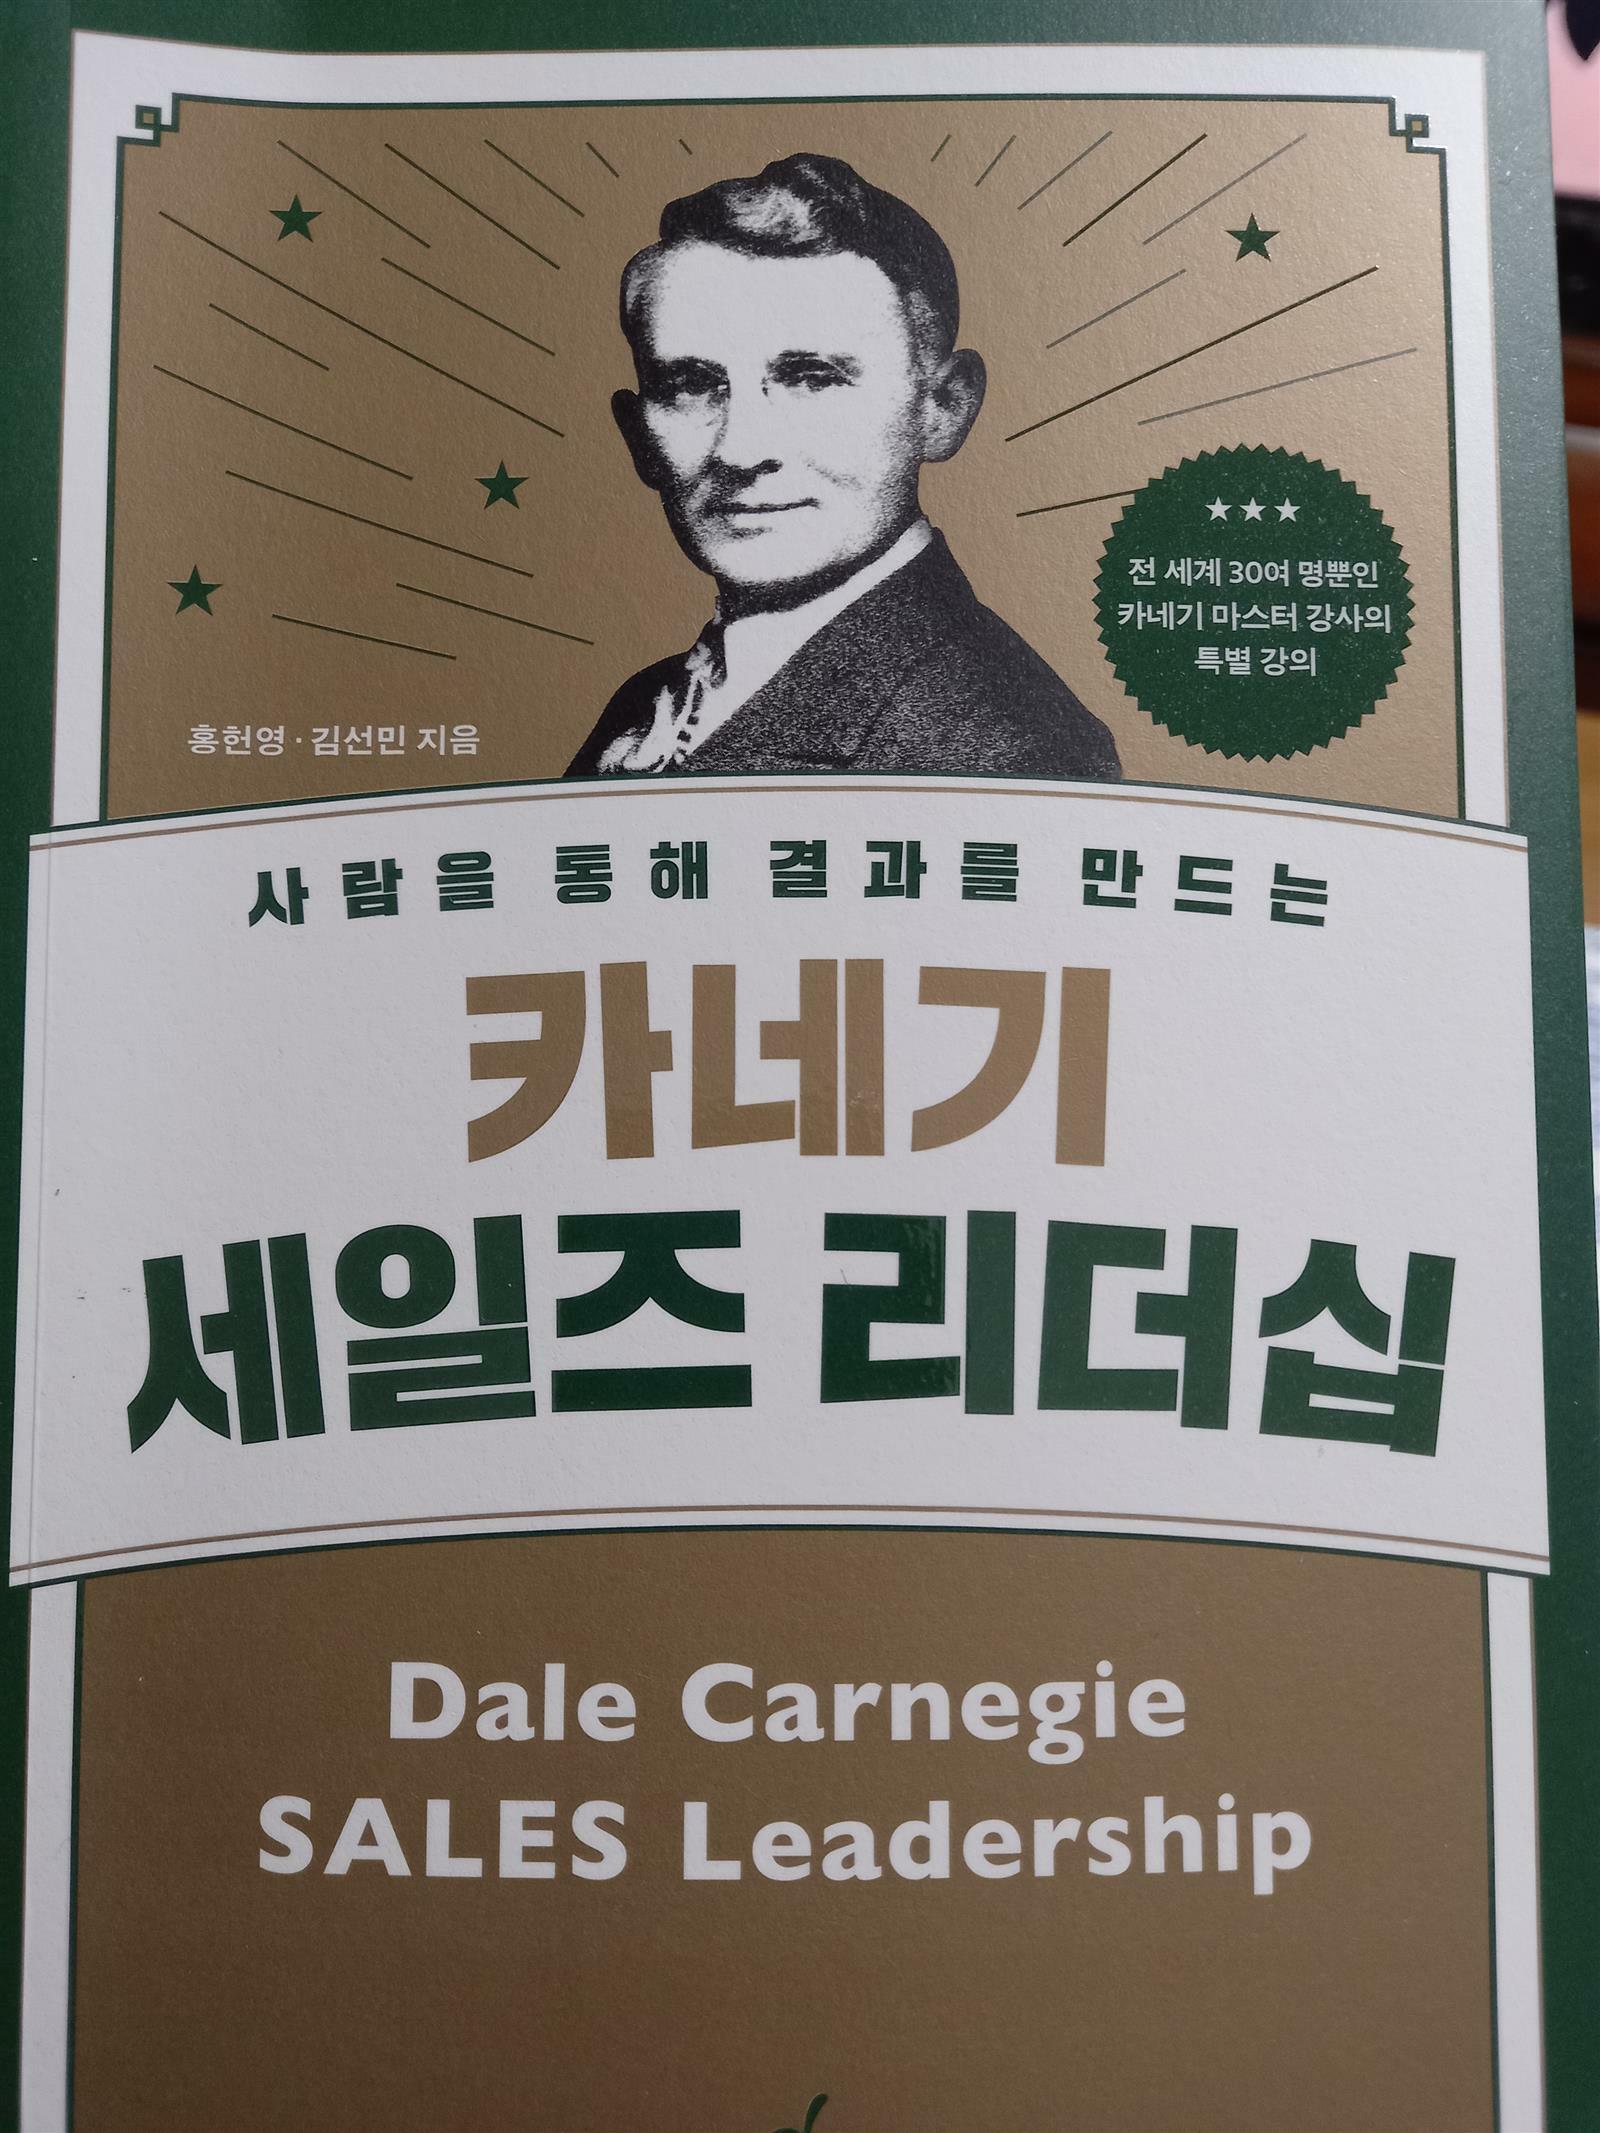 전 세계 30여 명뿐인
카네기 마스터 강사의
특별 강의
홍헌영 · 김선민 지음
사람을 통해 결과를 만드는
카네기
세일즈 리더십
Dale Carnegie
SALES Leadership